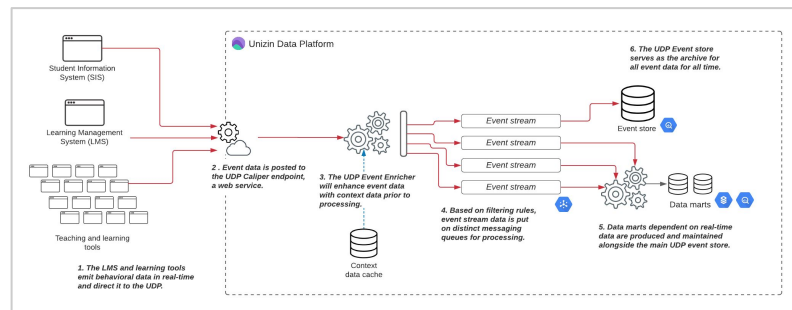 Unizin Data Platform
Student Information
System (SIS)
Learning Management
System (LMS)
Teaching and learning
tools
1. The LMS and learning tools
emit behavioral data in real-time
and direct it to the UDP.
2 . Event data is posted to
the UDP Caliper endpoint,
a web service.
3. The UDP Event Enricher
will enhance event data
with context data prior to
processing.
Context
data cache
Event stream
Event stream
Event stream
Event stream
4. Based on filtering rules,
event stream data is put
on distinct messaging
queues for processing.
6. The UDP Event store
serves as the archive for
all event data for all time.
Event store
Data marts
5. Data marts dependent on real-time
data are produced and maintained
alongside the main UDP event store.